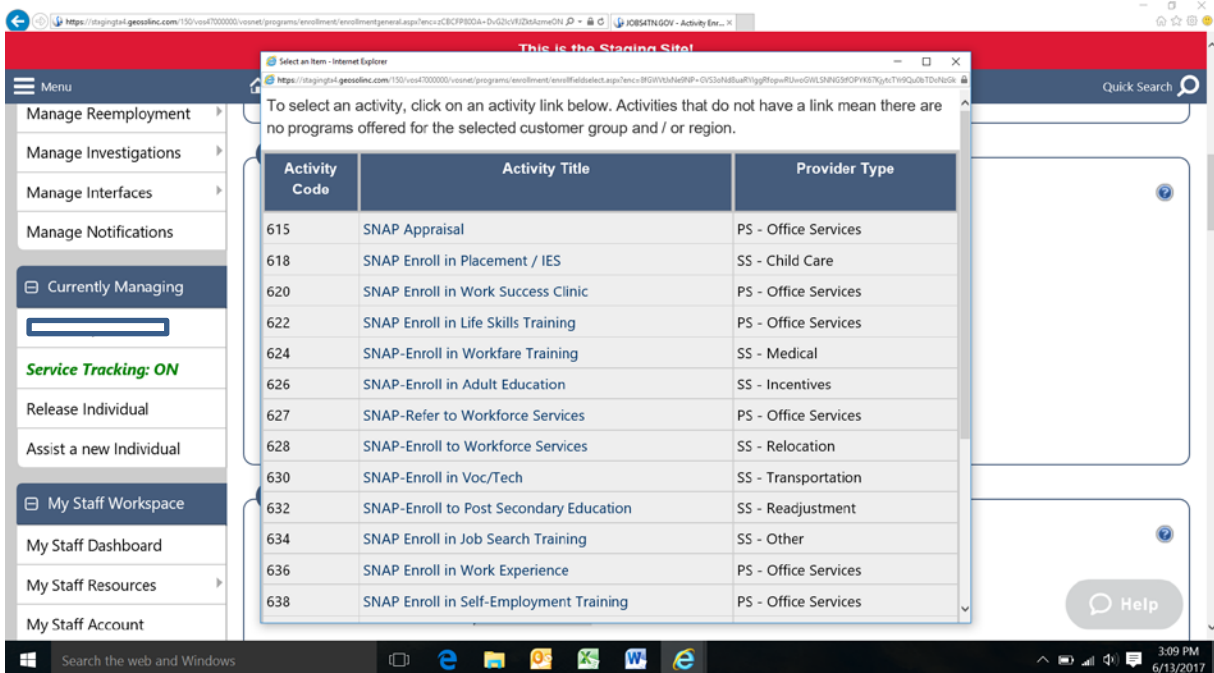 JOBS4TN.GOV - Activity Enr...
This is the Staging Site!
Menu
Quick Search
Manage Reemployment
Manage Investigations
Manage Interfaces
Manage Notifications
Currently Managing
Service Tracking: ON
Release Individual
Assist a new Individual
My Staff Workspace
My Staff Dashboard
My Staff Resources
My Staff Account
Select an Item - Internet Explorer
To select an activity, click on an activity link below. Activities that do not have a link mean there are
no programs offered for the selected customer group and / or region.
Activity Code Activity Title Provider Type
615 SNAP Appraisal PS - Office Services
618 SNAP Enroll in Placement / IES SS - Child Care
620 SNAP Enroll in Work Success Clinic PS - Office Services
622 SNAP Enroll in Life Skills Training PS - Office Services
624 SNAP-Enroll in Workfare Training SS - Medical
626 SNAP-Enroll in Adult Education SS - Incentives
627 SNAP-Refer to Workforce Services PS - Office Services
628 SNAP-Enroll to Workforce Services SS - Relocation
630 SNAP-Enroll in Voc/Tech SS - Transportation
632 SNAP-Enroll to Post Secondary Education SS - Readjustment
634 SNAP Enroll in Job Search Training SS - Other
636 SNAP Enroll in Work Experience PS - Office Services
638 SNAP Enroll in Self-Employment Training PS - Office Services
Help
Search the web and Windows
3:09 PM
6/13/2017